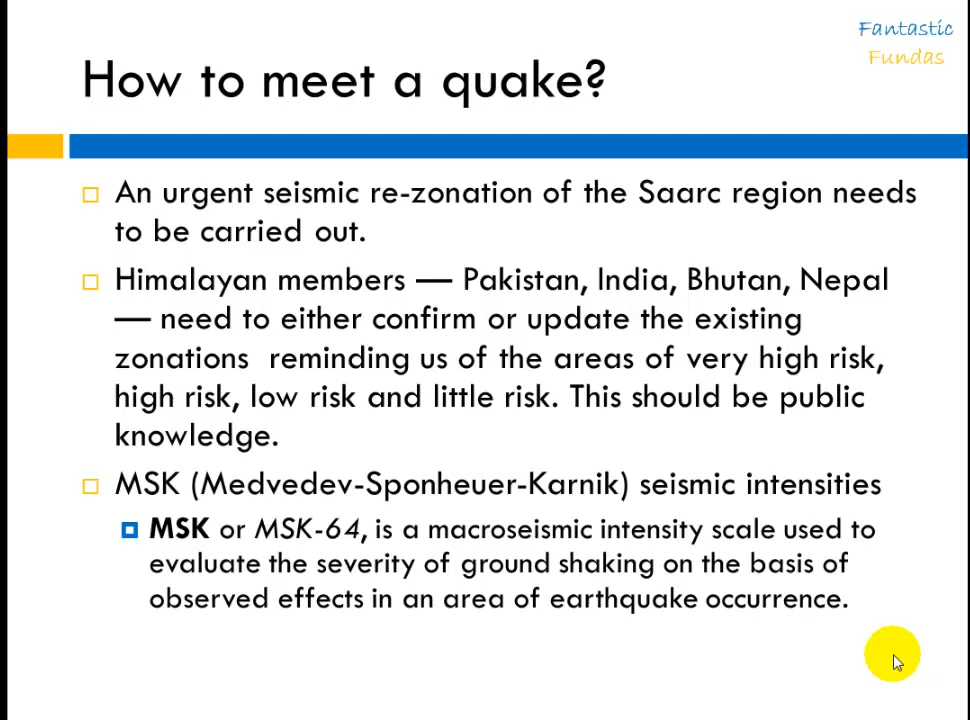 Fantastic
Fundas
How to meet a quake?
An urgent seismic re-zonation of the Saarc region needs
to be carried out.
Himalayan members — Pakistan, India, Bhutan, Nepal
— need to either confirm or update the existing
zonations reminding us of the areas of very high risk,
high risk, low risk and little risk. This should be public
knowledge.
MSK (Medvedev-Sponheuer-Karnik) seismic intensities
MSK or MSK-64, is a macroseismic intensity scale used to
evaluate the severity of ground shaking on the basis of
observed effects in an area of earthquake occurrence.